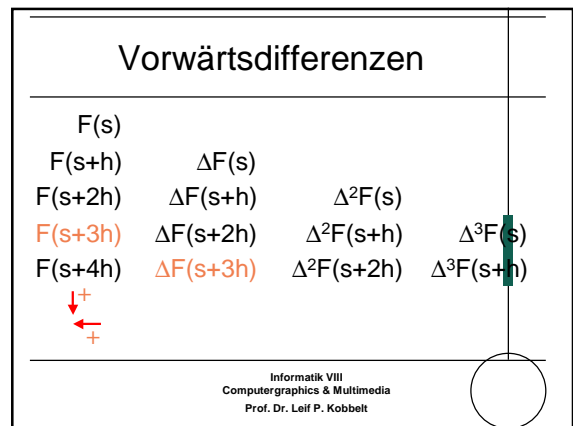 Vorwärtsdifferenzen
F(s)
F(s+h) ΔF(s)
F(s+2h) ΔF(s+h) Δ²F(s)
F(s+3h) ΔF(s+2h) Δ²F(s+h) Δ³F(s)
F(s+4h) ΔF(s+3h) Δ²F(s+2h) Δ³F(s+h)
+
+
Informatik VIII
Computergraphics & Multimedia
Prof. Dr. Leif P. Kobbelt